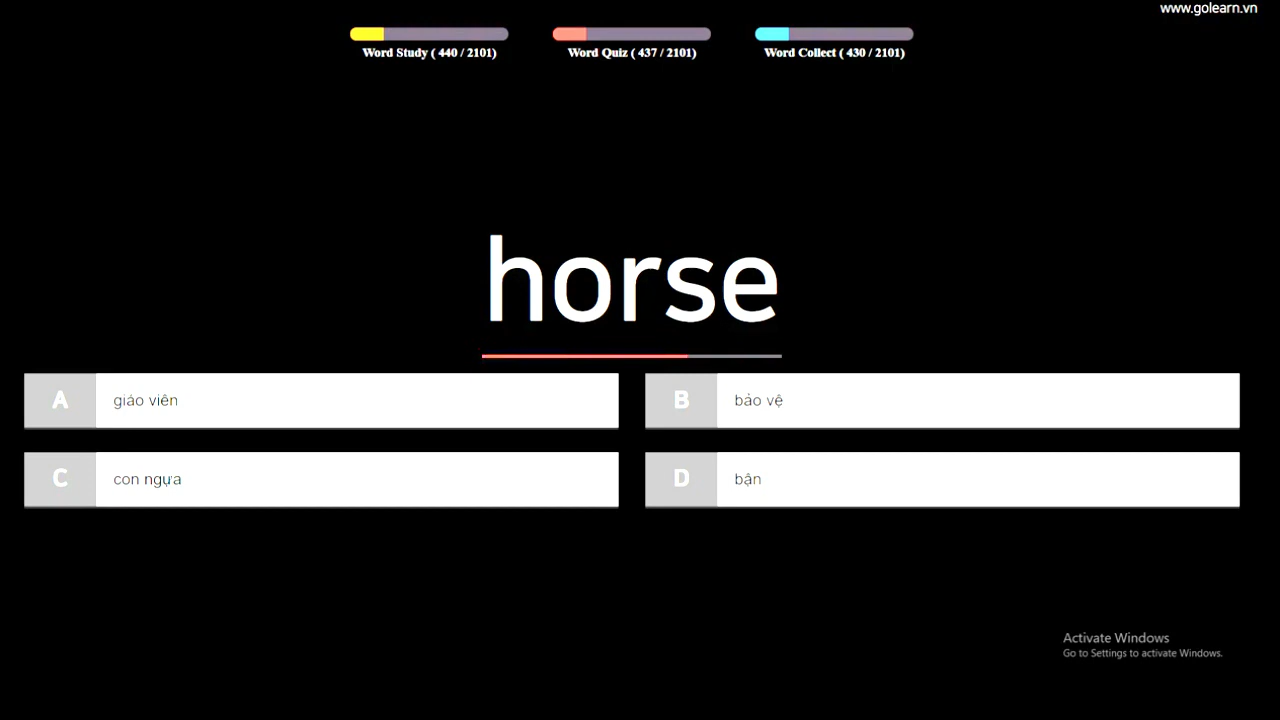 www.golearn.vn
Word Study ( 440 / 2101)
Word Quiz ( 437 / 2101)
Word Collect ( 430 / 2101)
horse
A giáo viên
B bảo vệ
C con ngựa
D bận
Activate Windows
Go to Settings to activate Windows.